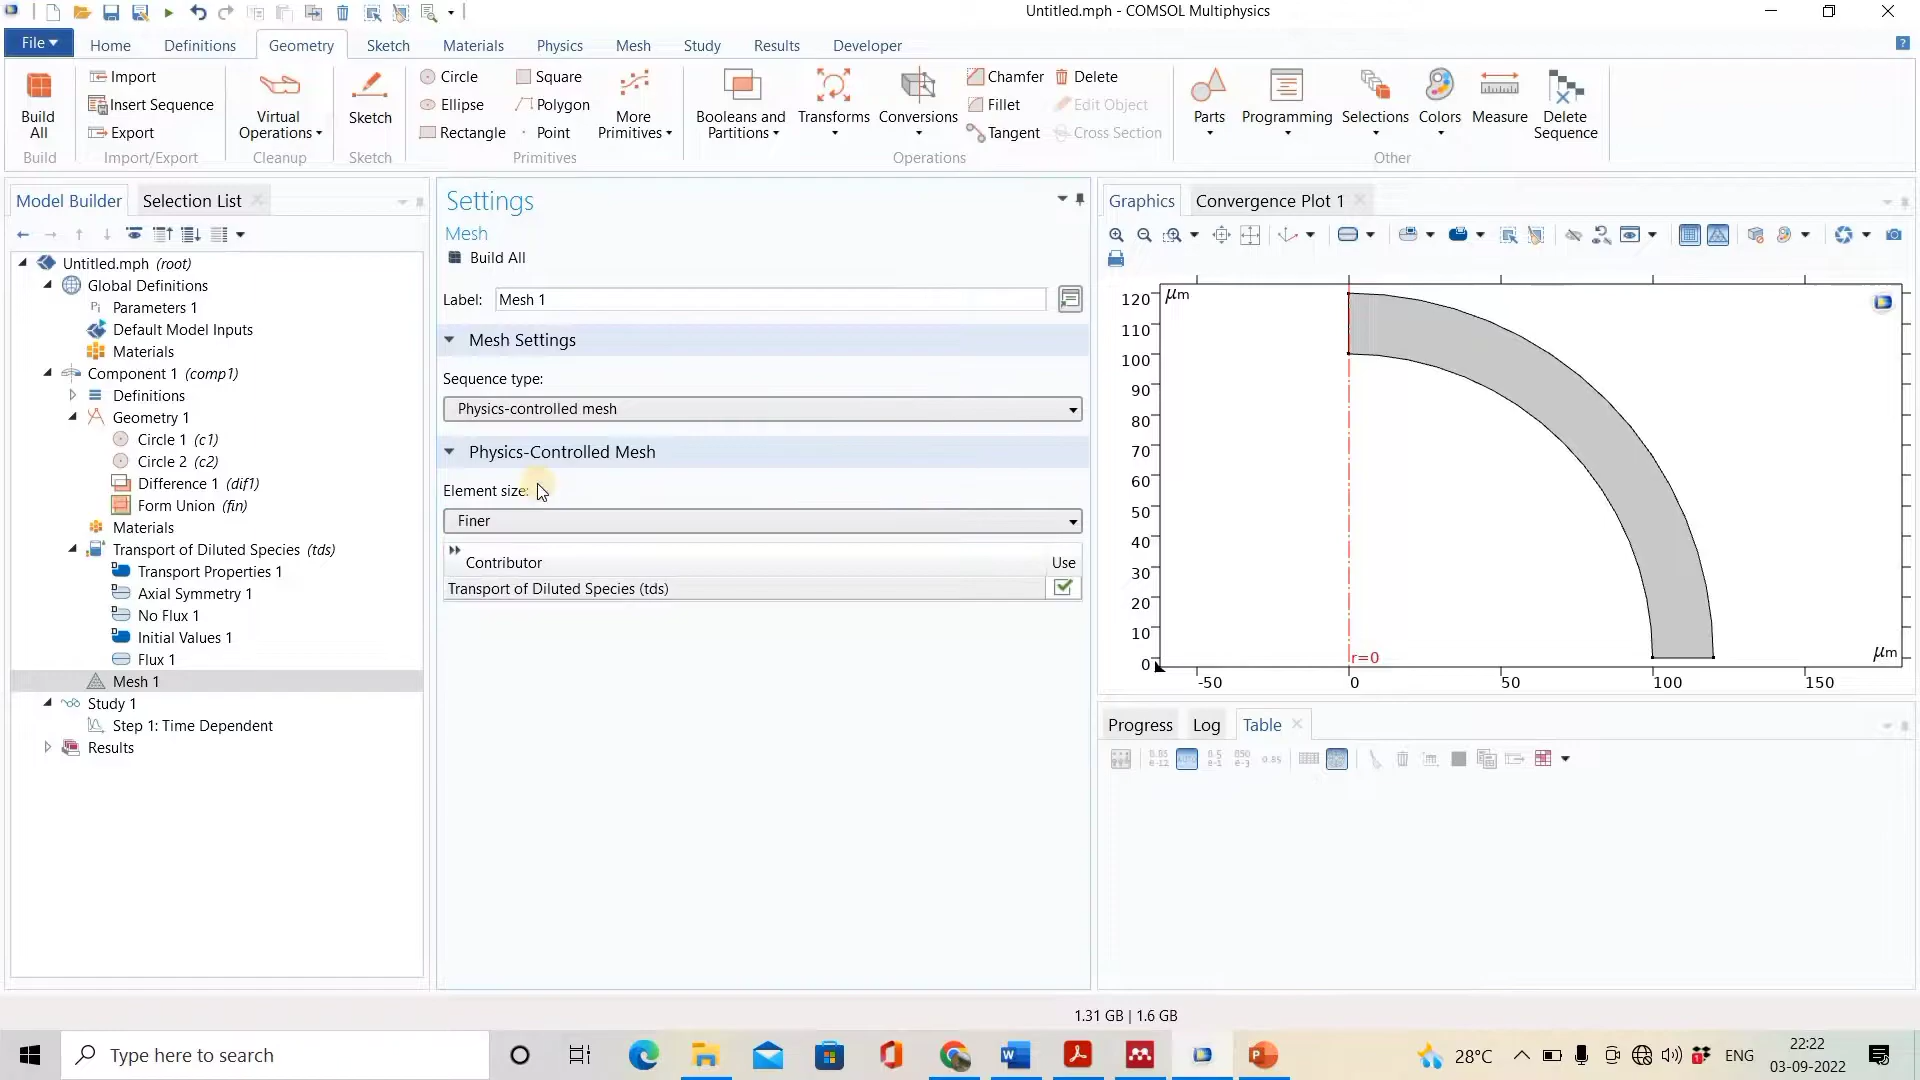 Untitled.mph - COMSOL Multiphysics
File Home Definitions Geometry Sketch Materials Physics Mesh Study Results Developer
Build All
Build
Import
Insert Sequence
Export
Import/Export
Virtual Operations
Cleanup
Sketch
Sketch
Circle
Ellipse
Rectangle
Square
Polygon
Point
More Primitives
Primitives
Booleans and Partitions
Transforms
Conversions
Chamfer
Fillet
Tangent
Delete
Edit Object
Cross Section
Operations
Parts
Programming
Selections
Colors
Measure
Delete Sequence
Other
Model Builder
Selection List
Untitled.mph (root)
Global Definitions
Pi Parameters 1
Default Model Inputs
Materials
Component 1 (comp1)
Definitions
Geometry 1
Circle 1 (c1)
Circle 2 (c2)
Difference 1 (dif1)
Form Union (fin)
Materials
Transport of Diluted Species (tds)
Transport Properties 1
Axial Symmetry 1
No Flux 1
Initial Values 1
Flux 1
Mesh 1
Study 1
Step 1: Time Dependent
Results
Settings
Mesh
Build All
Label: Mesh 1
Mesh Settings
Sequence type:
Physics-controlled mesh
Physics-Controlled Mesh
Element size:
Finer
Contributor Use
Transport of Diluted Species (tds)
Graphics
Convergence Plot 1
120 μm
110
100
90
80
70
60
50
40
30
20
10
0
r=0
μm
-50 0 50 100 150
Progress Log Table
1.31 GB | 1.6 GB
Type here to search
28°C
ENG
22:22
03-09-2022